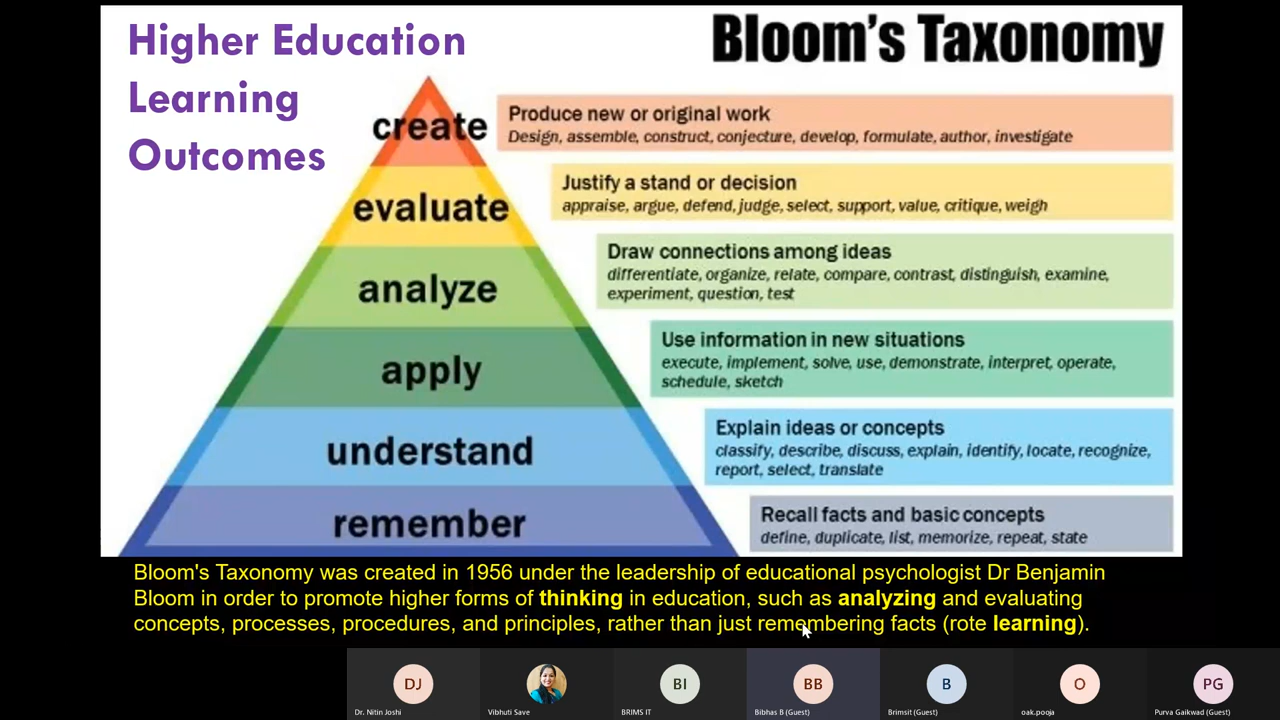 Higher Education
Learning
Outcomes
Bloom's Taxonomy
create
Produce new or original work
Design, assemble, construct, conjecture, develop, formulate, author, investigate
evaluate
Justify a stand or decision
appraise, argue, defend, judge, select, support, value, critique, weigh
analyze
Draw connections among ideas
differentiate, organize, relate, compare, contrast, distinguish, examine,
experiment, question, test
apply
Use information in new situations
execute, implement, solve, use, demonstrate, interpret, operate,
schedule, sketch
understand
Explain ideas or concepts
classify, describe, discuss, explain, identify, locate, recognize,
report, select, translate
remember
Recall facts and basic concepts
define, duplicate, list, memorize, repeat, state
Bloom's Taxonomy was created in 1956 under the leadership of educational psychologist Dr Benjamin
Bloom in order to promote higher forms of thinking in education, such as analyzing and evaluating
concepts, processes, procedures, and principles, rather than just remembering facts (rote learning).
DJ
BI
BB
B
O
PG
Dr. Nitin Joshi
Vibhuti Save
BRIMS IT
Bibhas B (Guest)
Brimsit (Guest)
oak.pooja
Purva Gaikwad (Guest)